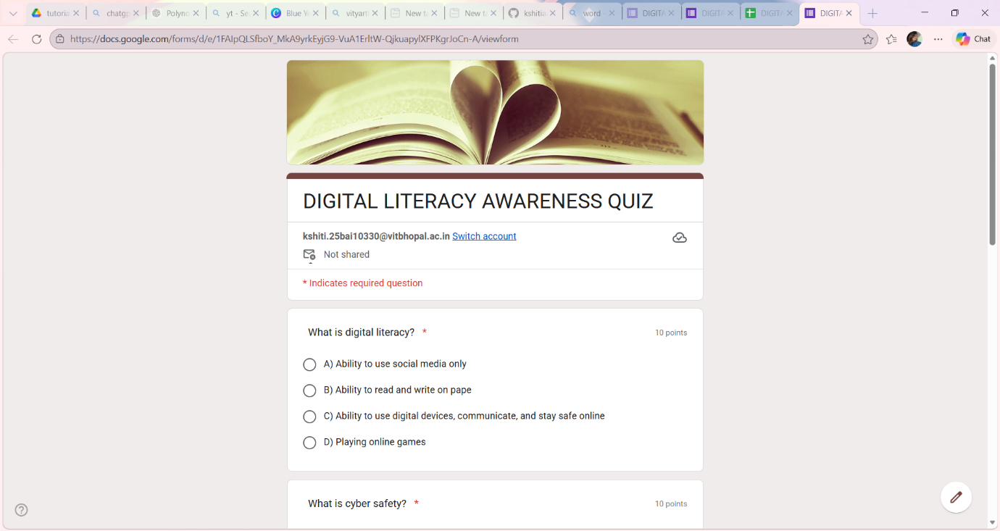 tutoria
chatgp
Polyno
yt - Se
Blue Y
vityart
New ta
New ta
kshitia
word -
DIGITA
DIGITA
DIGITA
DIGITA
https://docs.google.com/forms/d/e/1FAIpQLSfboY_MkA9yrkEyjG9-VuA1ErltW-QjkuapylXFPKgrJoCn-A/viewform
Chat
DIGITAL LITERACY AWARENESS QUIZ
kshiti.25bai10330@vitbhopal.ac.in Switch account
Not shared
* Indicates required question
What is digital literacy? * 10 points
A) Ability to use social media only
B) Ability to read and write on pape
C) Ability to use digital devices, communicate, and stay safe online
D) Playing online games
What is cyber safety? * 10 points